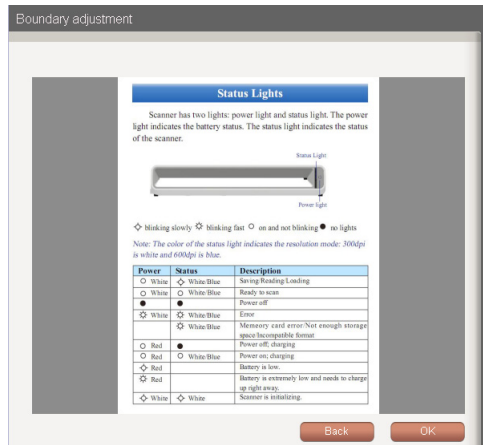 Boundary adjustment
Status Lights
Scanner has two lights: power light and status light. The power
light indicates the battery status. The status light indicates the status
of the scanner.
Status Light
Power light
blinking slowly blinking fast on and not blinking no lights
Note: The color of the status light indicates the resolution mode: 300dpi
is white and 600dpi is blue.
Power Status Description
White White/Blue Saving/Reading/Loading
White White/Blue Ready to scan
Power off
White White/Blue Error
White/Blue Memeory card error/Not enough storage
space/Incompatible format
Red Power off; charging
Red White/Blue Power on; charging
Red Battery is low.
Red Battery is extremely low and needs to charge
up right away.
White White Scanner is initializing.
Back OK